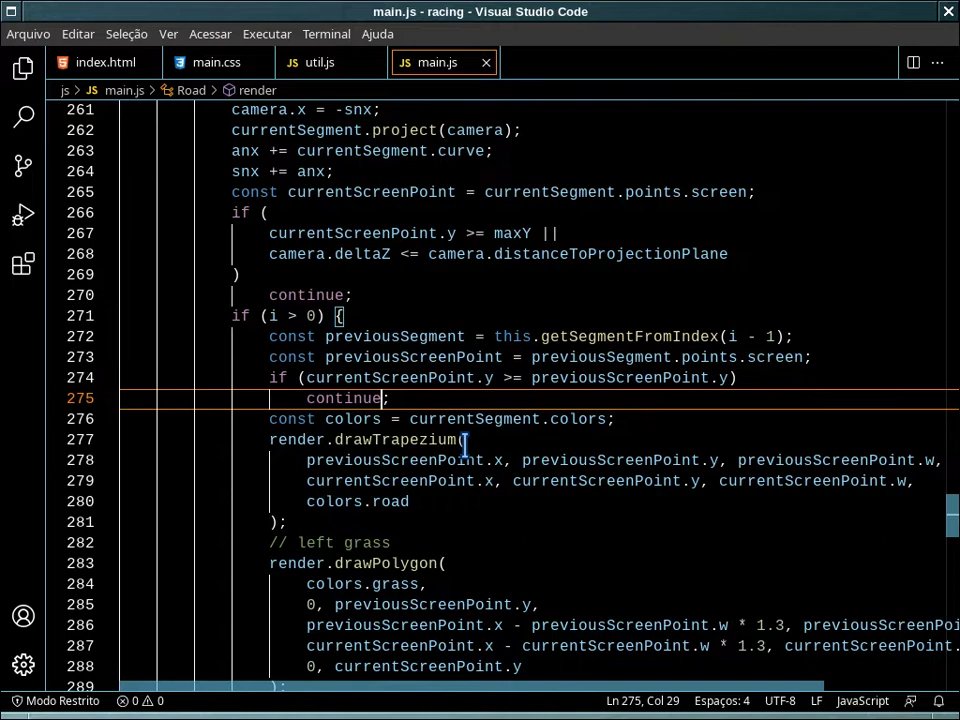 main.js - racing - Visual Studio Code
Arquivo Editar Seleção Ver Acessar Executar Terminal Ajuda
index.html main.css JS util.js JS main.js
js > JS main.js > Road > render
261 camera.x = -snx;
262 currentSegment.project(camera);
263 anx += currentSegment.curve;
264 snx += anx;
265 const currentScreenPoint = currentSegment.points.screen;
266 if (
267 currentScreenPoint.y >= maxY ||
268 camera.deltaZ <= camera.distanceToProjectionPlane
269 )
270 continue;
271 if (i > 0) {
272 const previousSegment = this.getSegmentFromIndex(i - 1);
273 const previousScreenPoint = previousSegment.points.screen;
274 if (currentScreenPoint.y >= previousScreenPoint.y)
275 continue;
276 const colors = currentSegment.colors;
277 render.drawTrapezium(
278 previousScreenPoint.x, previousScreenPoint.y, previousScreenPoint.w,
279 currentScreenPoint.x, currentScreenPoint.y, currentScreenPoint.w,
280 colors.road
281 );
282 // left grass
283 render.drawPolygon(
284 colors.grass,
285 0, previousScreenPoint.y,
286 previousScreenPoint.x - previousScreenPoint.w * 1.3, previousScreenPoi
287 currentScreenPoint.x - currentScreenPoint.w * 1.3, currentScreenPoint.
288 0, currentScreenPoint.y
289 );
Modo Restrito 0 0 Ln 275, Col 29 Espaços: 4 UTF-8 LF JavaScript